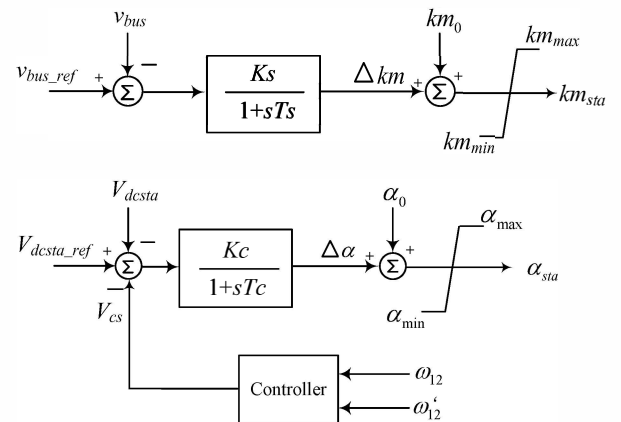 v_bus
−
v_bus_ref + Σ Ks / 1+sTs Δkm + Σ + km_sta
km_0
km_max
km_min
V_dcsta
−
V_dcsta_ref + Σ Kc / 1+sTc Δα + Σ + α_sta
α_0
α_max
α_min
−
V_cs
Controller
ω_12
ω_12‘